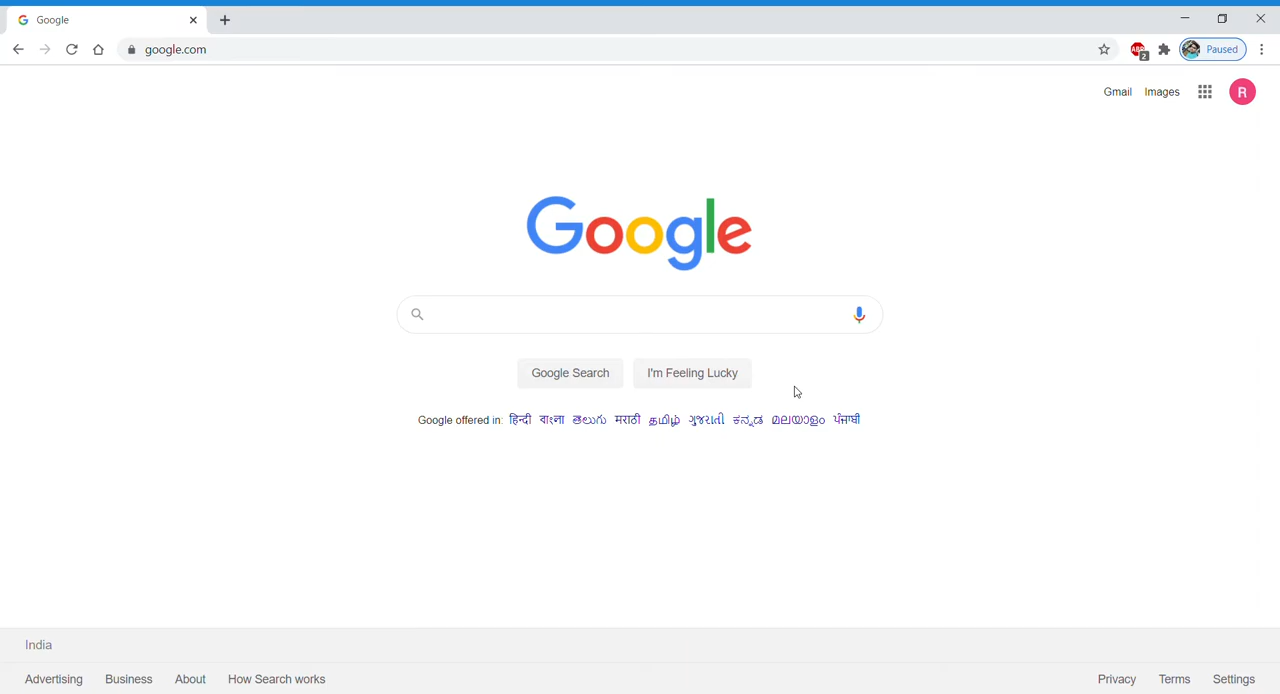 Google
google.com
2
Paused
Gmail Images
R
Google
Google Search I'm Feeling Lucky
Google offered in: हिन्दी বাংলা తెలుగు मराठी தமிழ் ગુજરાતી ಕನ್ನಡ മലയാളം ਪੰਜਾਬੀ
India
Advertising Business About How Search works Privacy Terms Settings